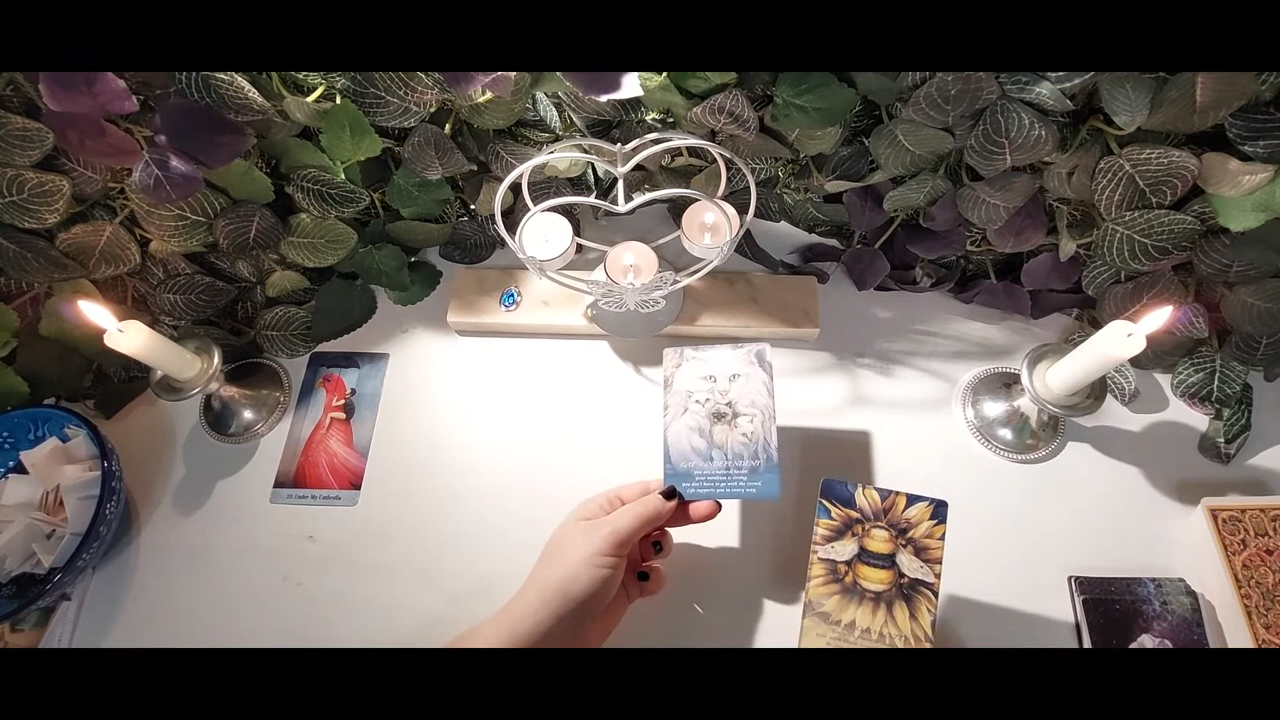 Under My Umbrella
CAT ~ INDEPENDENT
You are a natural healer.
Your intuition is strong.
You don't have to go with the crowd.
Life supports you in every way.